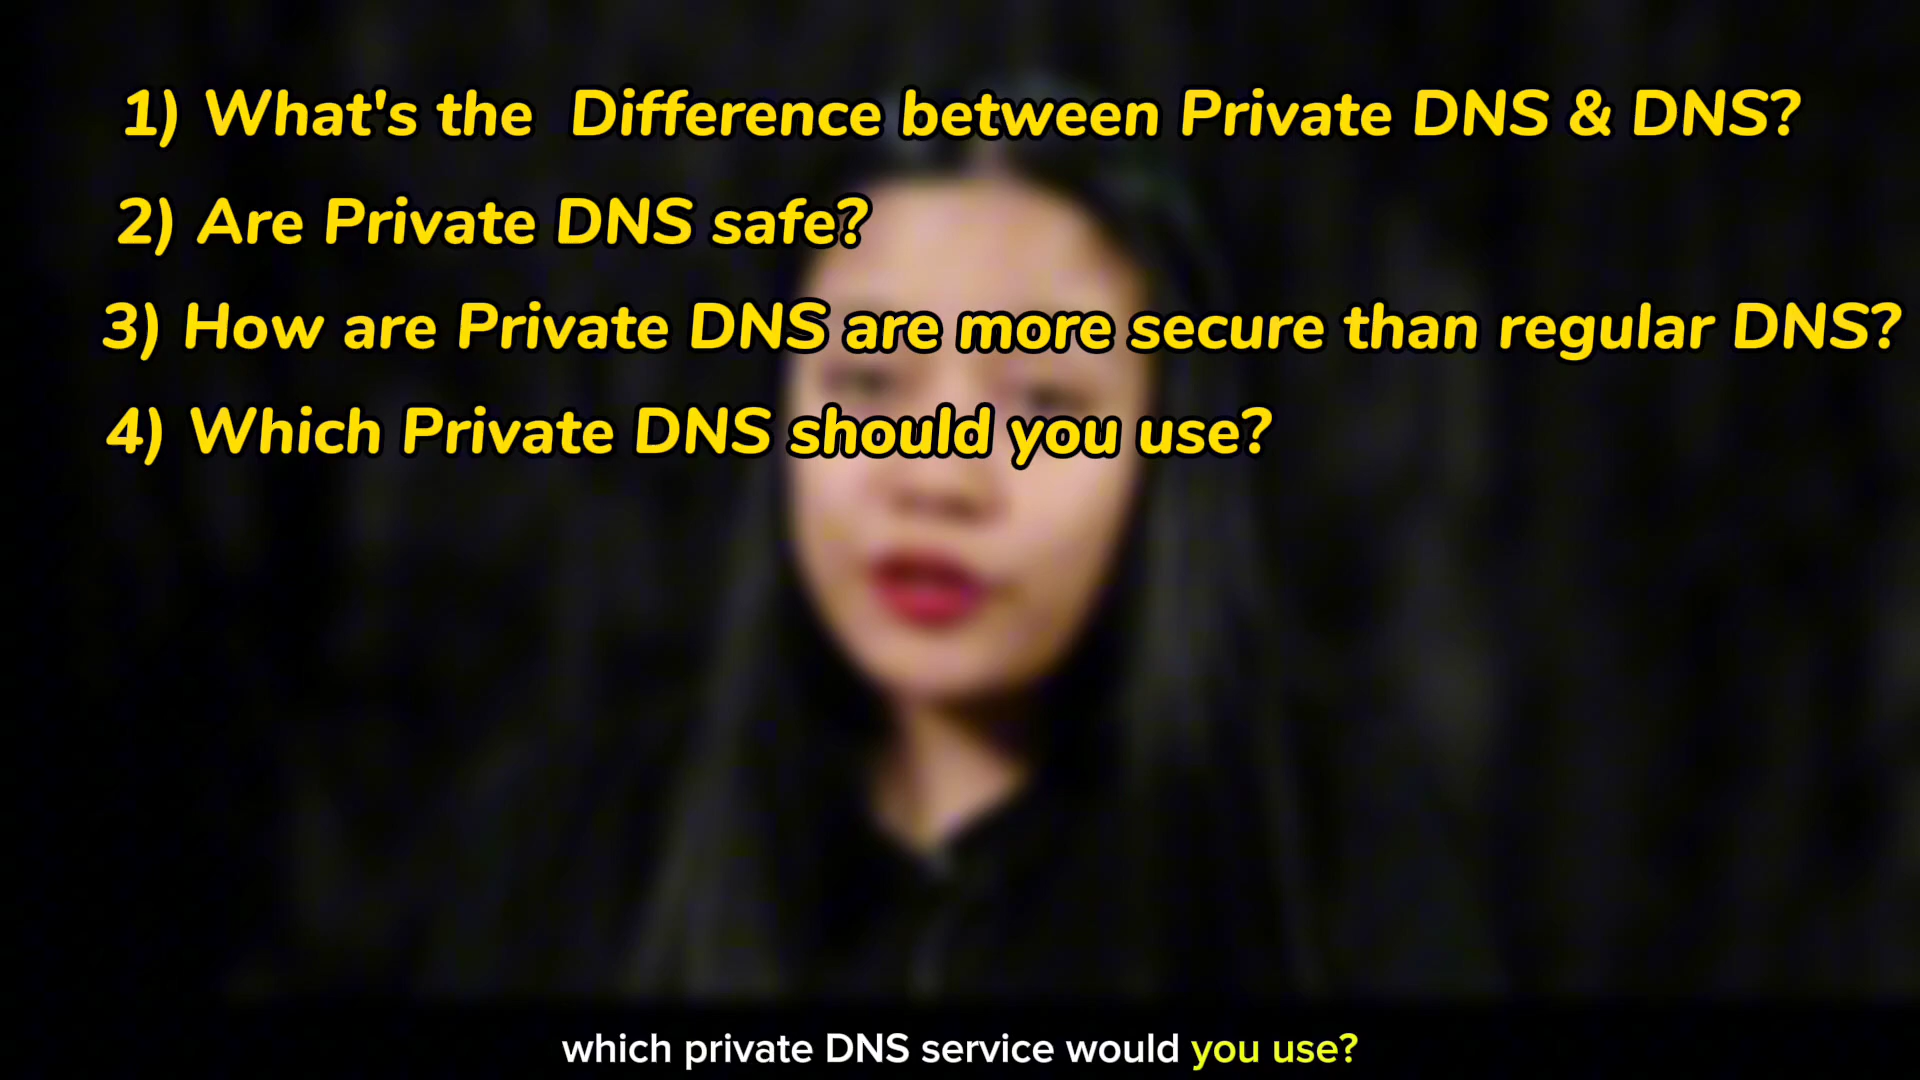 1) What's the Difference between Private DNS & DNS?
2) Are Private DNS safe?
3) How are Private DNS are more secure than regular DNS?
4) Which Private DNS should you use?
which private DNS service would you use?